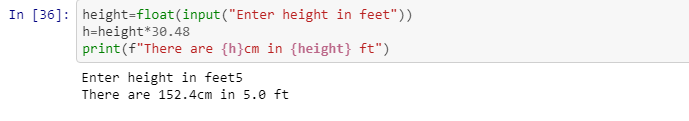 In [36]: height=float(input("Enter height in feet"))
h=height*30.48
print(f"There are {h}cm in {height} ft")
Enter height in feet5
There are 152.4cm in 5.0 ft